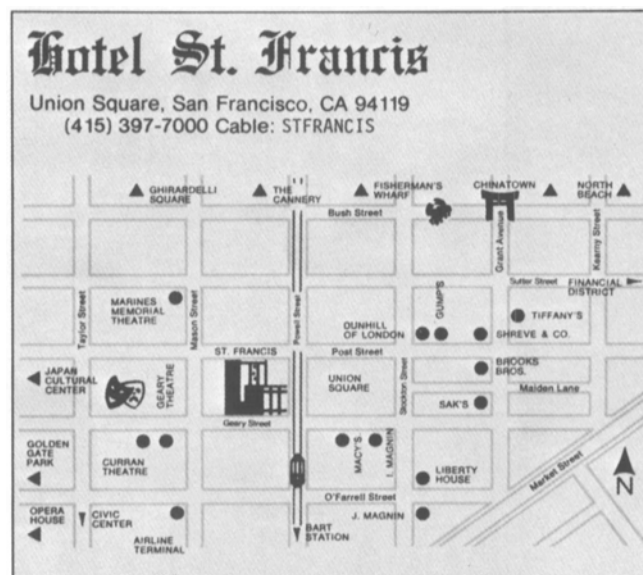 Hotel St. Francis
Union Square, San Francisco, CA 94119
(415) 397-7000 Cable: STFRANCIS
GHIRARDELLI
SQUARE
THE
CANNERY
FISHERMAN'S
WHARF
CHINATOWN
NORTH
BEACH
Bush Street
Grant Avenue
Kearny Street
Sutter Street
FINANCIAL
DISTRICT
Taylor Street
MARINES
MEMORIAL
THEATRE
Mason Street
Powell Street
GUMP'S
TIFFANY'S
DUNHILL
OF LONDON
SHREVE & CO.
ST. FRANCIS
Post Street
JAPAN
CULTURAL
CENTER
GEARY
THEATRE
UNION
SQUARE
Stockton Street
BROOKS
BROS.
Maiden Lane
SAK'S
Geary Street
GOLDEN
GATE
PARK
CURRAN
THEATRE
MACY'S
I. MAGNIN
LIBERTY
HOUSE
Market Street
N
O'Farrell Street
OPERA
HOUSE
CIVIC
CENTER
AIRLINE
TERMINAL
BART
STATION
J. MAGNIN